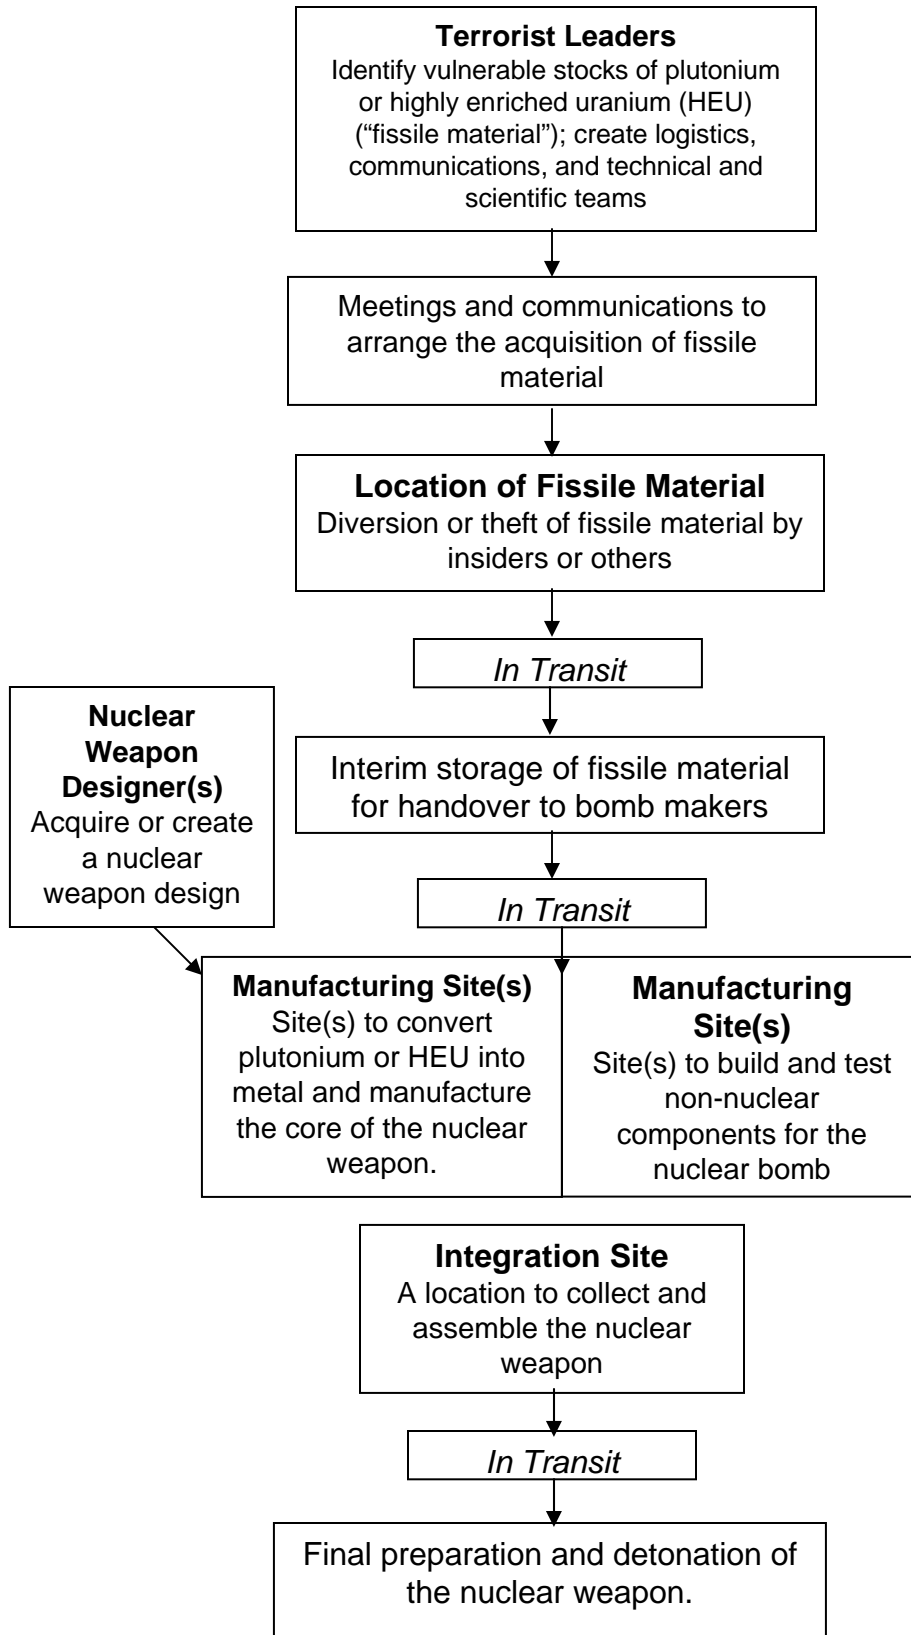 Terrorist Leaders
Identify vulnerable stocks of plutonium
or highly enriched uranium (HEU)
(“fissile material”); create logistics,
communications, and technical and
scientific teams
Meetings and communications to
arrange the acquisition of fissile
material
Location of Fissile Material
Diversion or theft of fissile material by
insiders or others
In Transit
Nuclear
Weapon
Designer(s)
Acquire or create
a nuclear
weapon design
Interim storage of fissile material
for handover to bomb makers
In Transit
Manufacturing Site(s)
Site(s) to convert
plutonium or HEU into
metal and manufacture
the core of the nuclear
weapon.
Manufacturing
Site(s)
Site(s) to build and test
non-nuclear
components for the
nuclear bomb
Integration Site
A location to collect and
assemble the nuclear
weapon
In Transit
Final preparation and detonation of
the nuclear weapon.